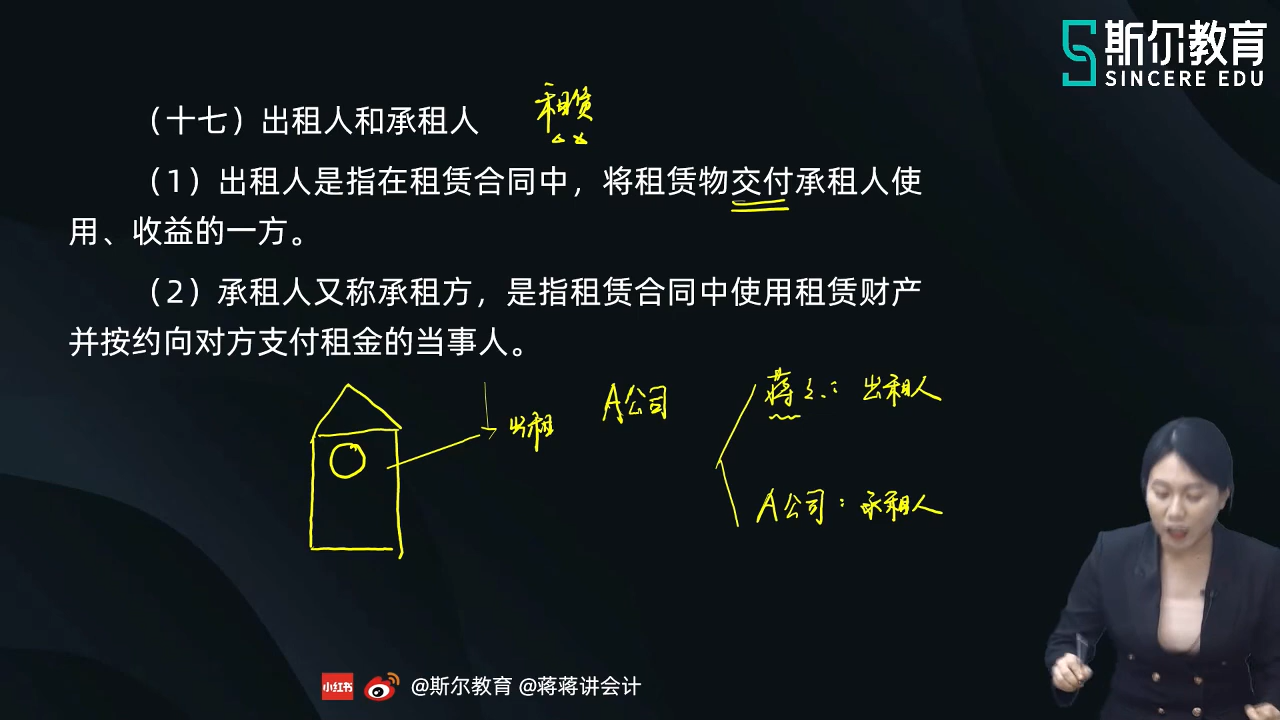 斯尔教育
SINCERE EDU
（十七）出租人和承租人
租赁
（1）出租人是指在租赁合同中，将租赁物交付承租人使
用、收益的一方。
（2）承租人又称承租方，是指租赁合同中使用租赁财产
并按约向对方支付租金的当事人。
出租
A公司
蒋：出租人
A公司：承租人
小红书 @斯尔教育 @蒋蒋讲会计